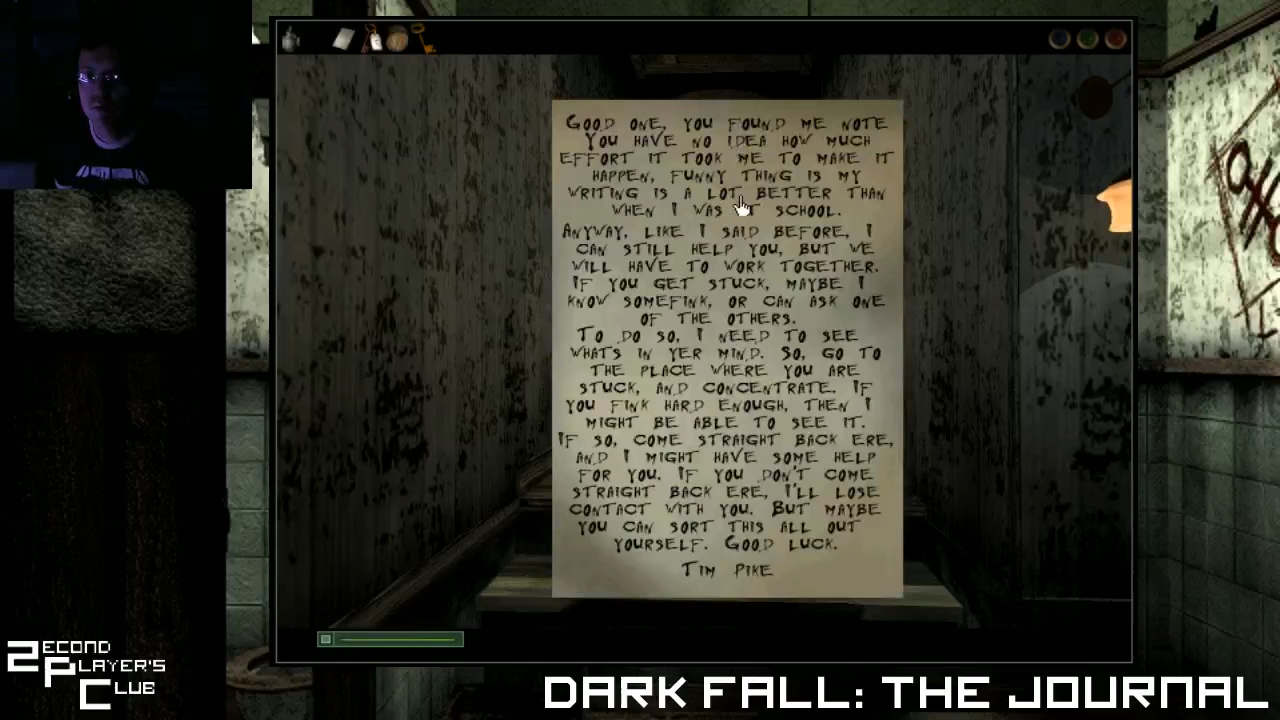 GOOD ONE, YOU FOUND ME NOTE
YOU HAVE NO IDEA HOW MUCH
EFFORT IT TOOK ME TO MAKE IT
HAPPEN, FUNNY THING IS MY
WRITING IS A LOT BETTER THAN
WHEN I WAS AT SCHOOL.
ANYWAY, LIKE I SAID BEFORE, I
CAN STILL HELP YOU, BUT WE
WILL HAVE TO WORK TOGETHER.
IF YOU GET STUCK, MAYBE I
KNOW SOMEFINK, OR CAN ASK ONE
OF THE OTHERS.
TO DO SO, I NEED TO SEE
WHATS IN YER MIND. SO, GO TO
THE PLACE WHERE YOU ARE
STUCK, AND CONCENTRATE. IF
YOU FINK HARD ENOUGH, THEN I
MIGHT BE ABLE TO SEE IT.
IF SO, COME STRAIGHT BACK ERE,
AND I MIGHT HAVE SOME HELP
FOR YOU. IF YOU DON'T COME
STRAIGHT BACK ERE, I'LL LOSE
CONTACT WITH YOU. BUT MAYBE
YOU CAN SORT THIS ALL OUT
YOURSELF. GOOD LUCK.
TIM PIKE
2ECOND
PLAYER'S
CLUB
DARK FALL: THE JOURNAL